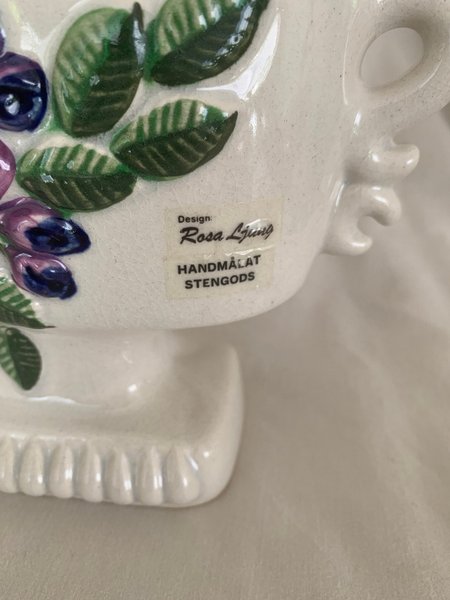 Design:
Rosa Ljung
HANDMÅLAT
STENGODS